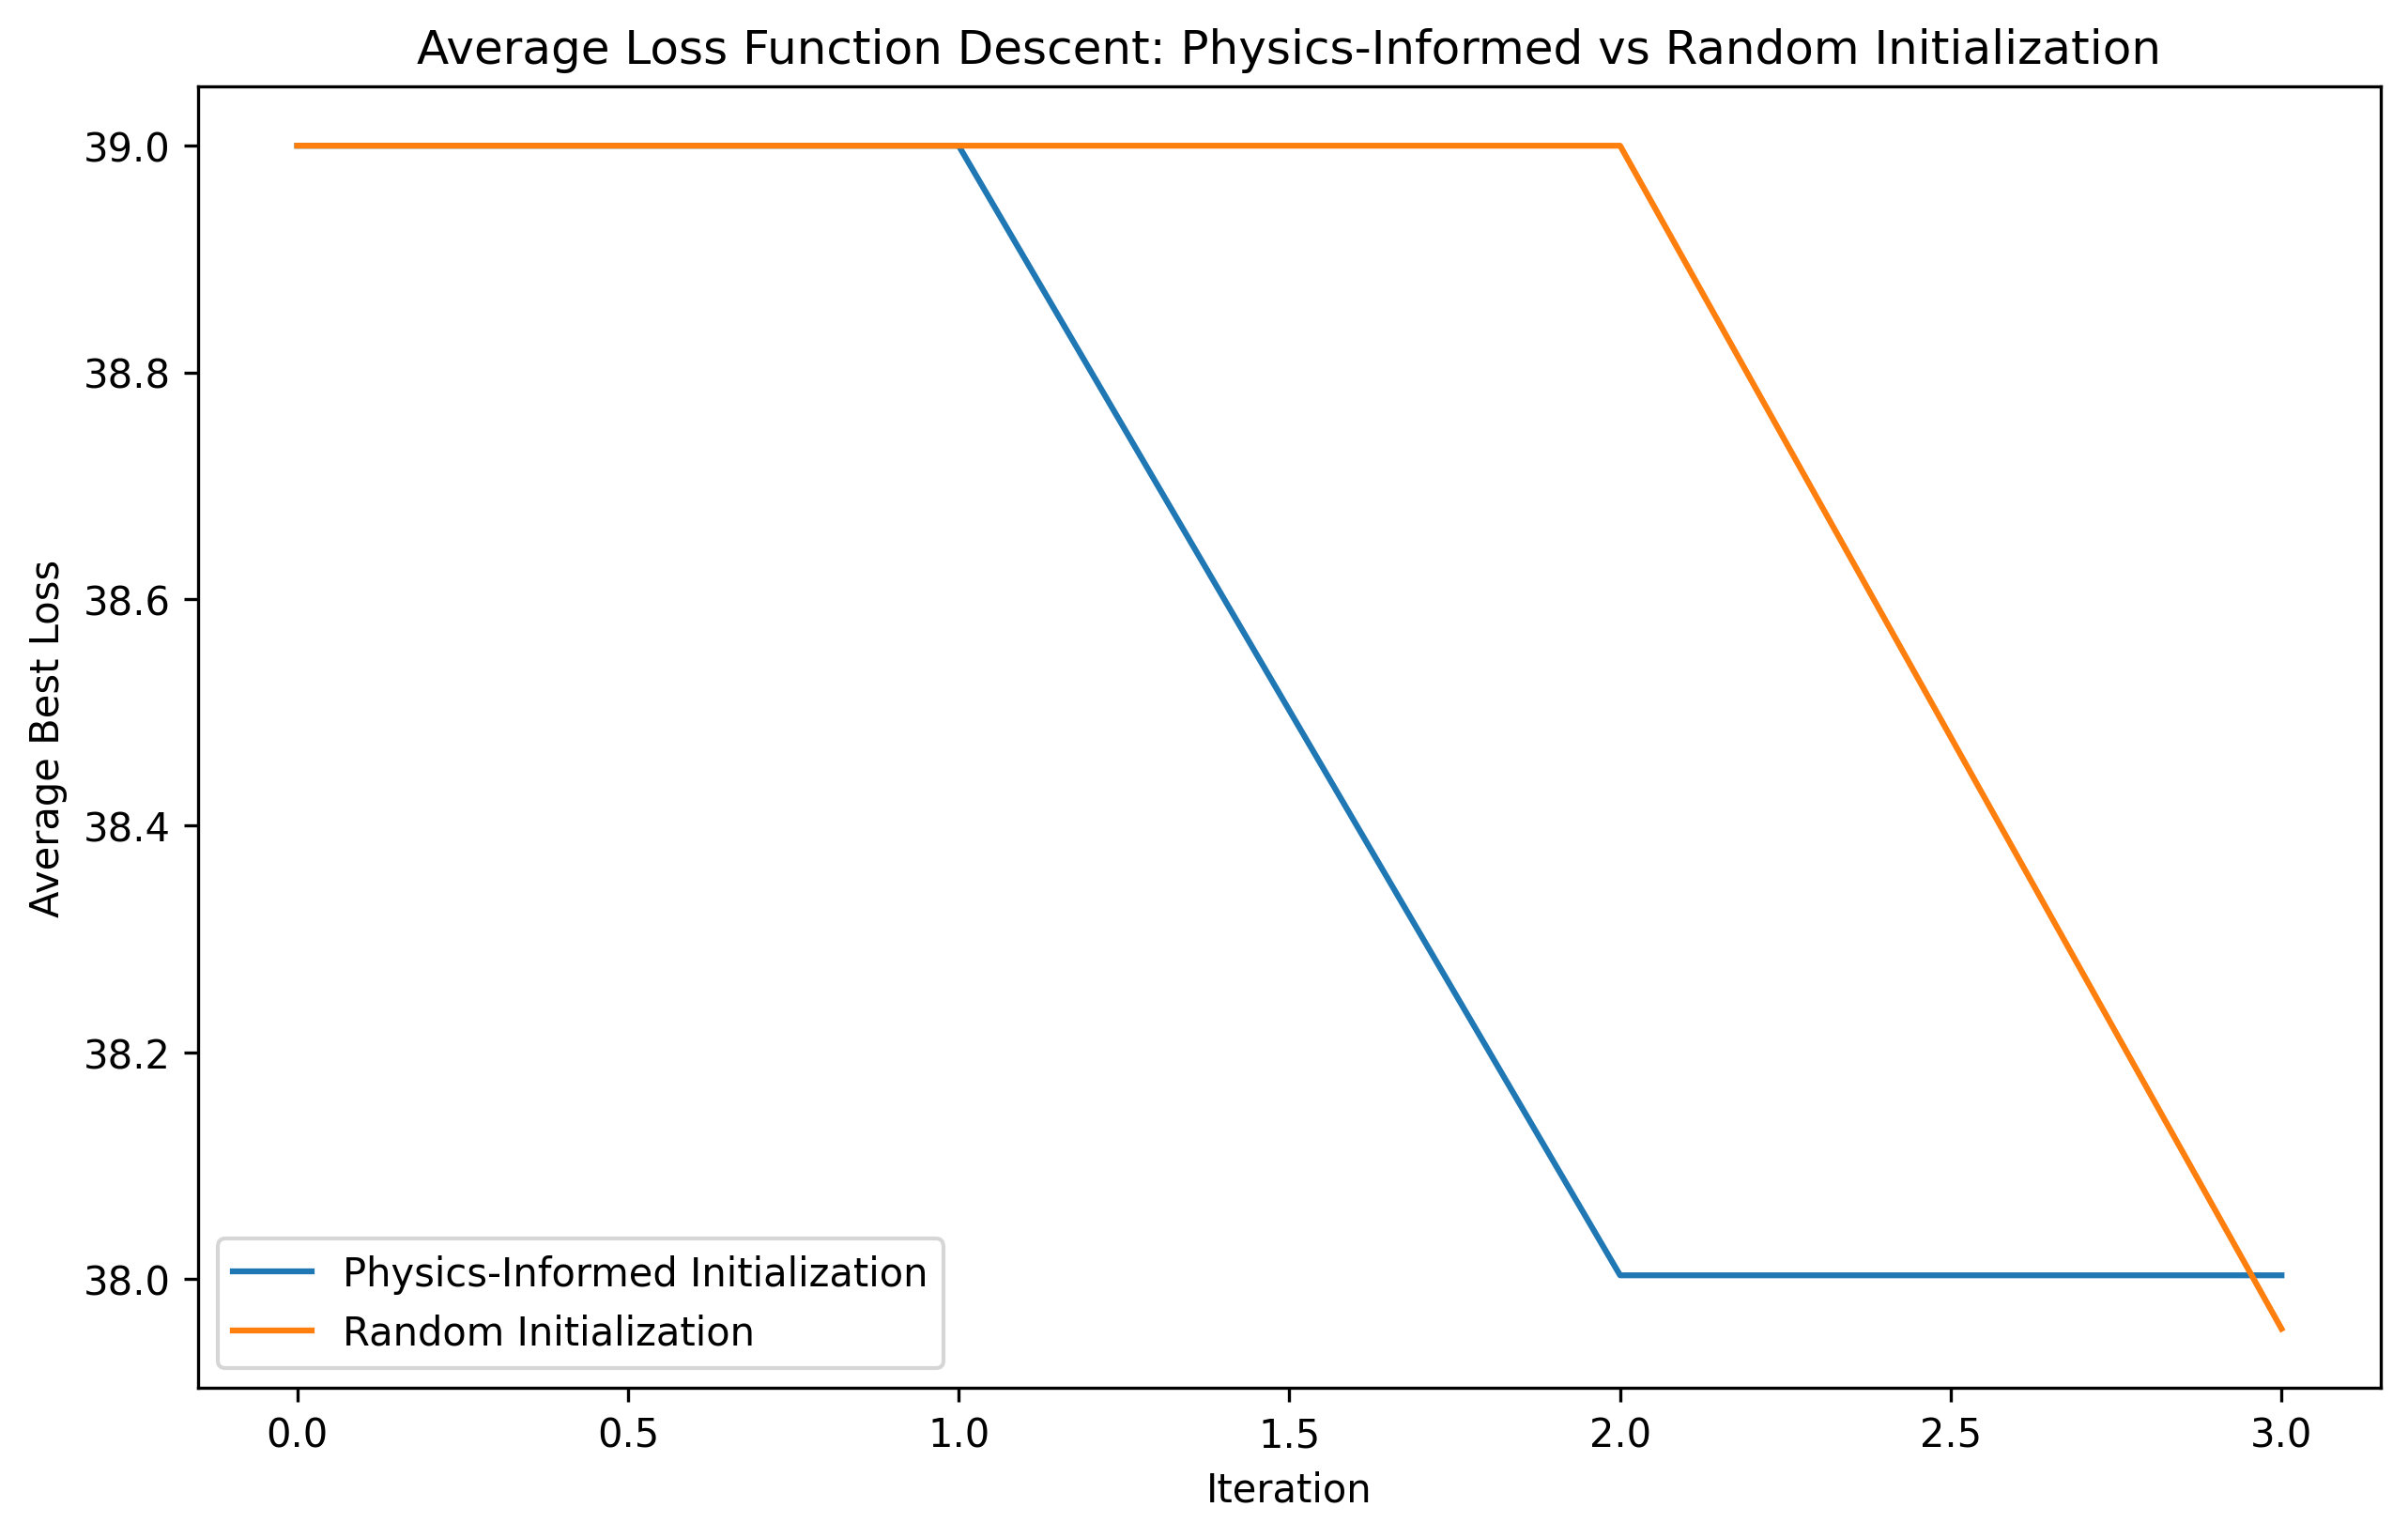 Average Loss Function Descent: Physics-Informed vs Random Initialization
39.0
38.8
38.6
38.4
38.2
38.0
Average Best Loss
Physics-Informed Initialization
Random Initialization
0.0 0.5 1.0 1.5 2.0 2.5 3.0
Iteration